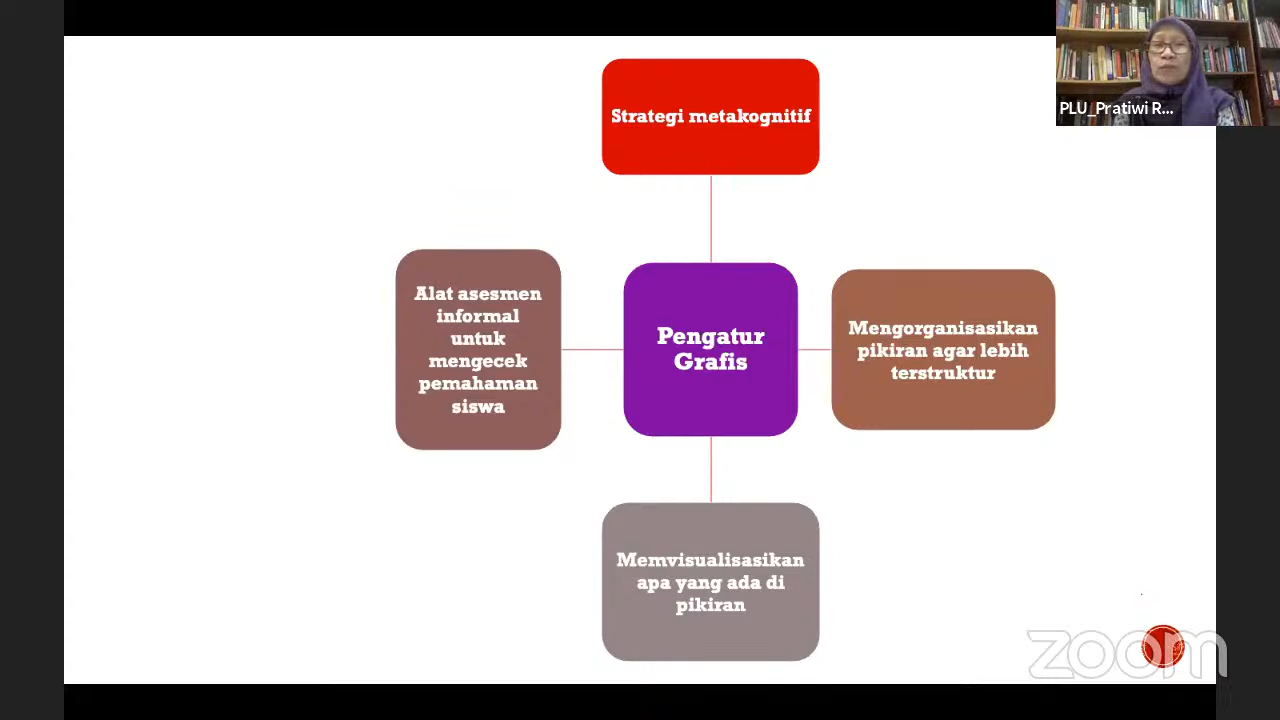 Strategi metakognitif
PLU_Pratiwi R...
Alat asesmen
informal
untuk
mengecek
pemahaman
siswa
Pengatur
Grafis
Mengorganisasikan
pikiran agar lebih
terstruktur
Memvisualisasikan
apa yang ada di
pikiran
zoom